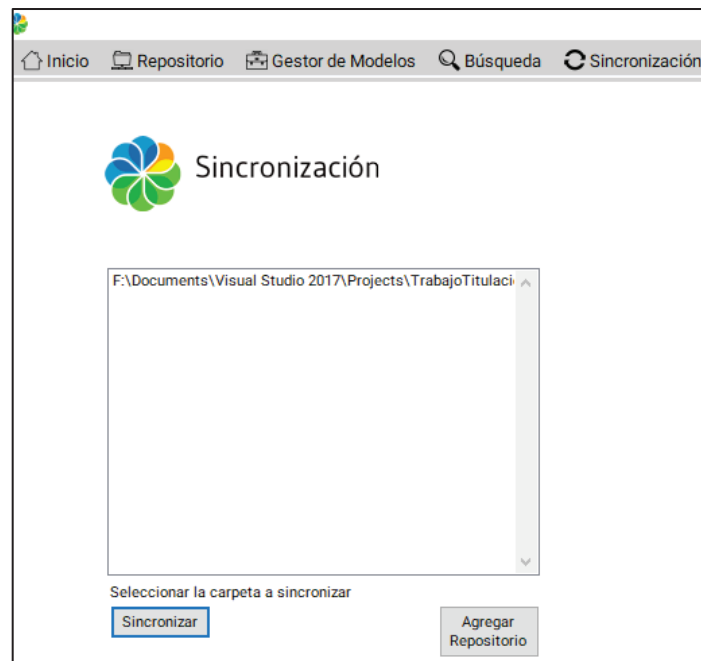 Inicio Repositorio Gestor de Modelos Búsqueda Sincronización
Sincronización
F:\Documents\Visual Studio 2017\Projects\TrabajoTitulaci
Seleccionar la carpeta a sincronizar
Sincronizar
Agregar
Repositorio